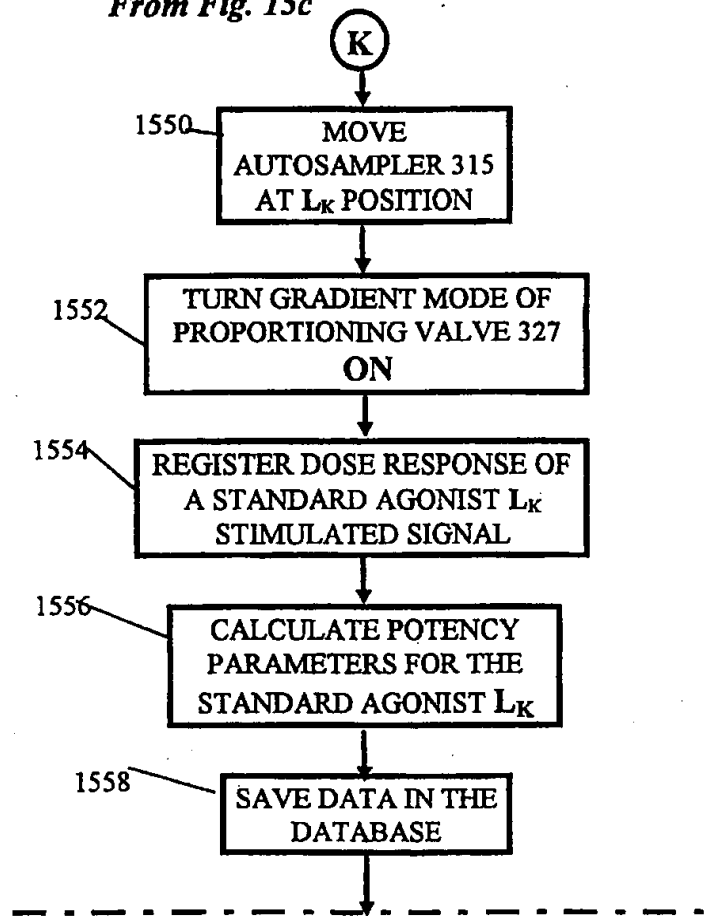 From Fig. 15c
K
1550
MOVE
AUTOSAMPLER 315
AT LK POSITION
1552
TURN GRADIENT MODE OF
PROPORTIONING VALVE 327
ON
1554
REGISTER DOSE RESPONSE OF
A STANDARD AGONIST LK
STIMULATED SIGNAL
1556
CALCULATE POTENCY
PARAMETERS FOR THE
STANDARD AGONIST LK
1558
SAVE DATA IN THE
DATABASE